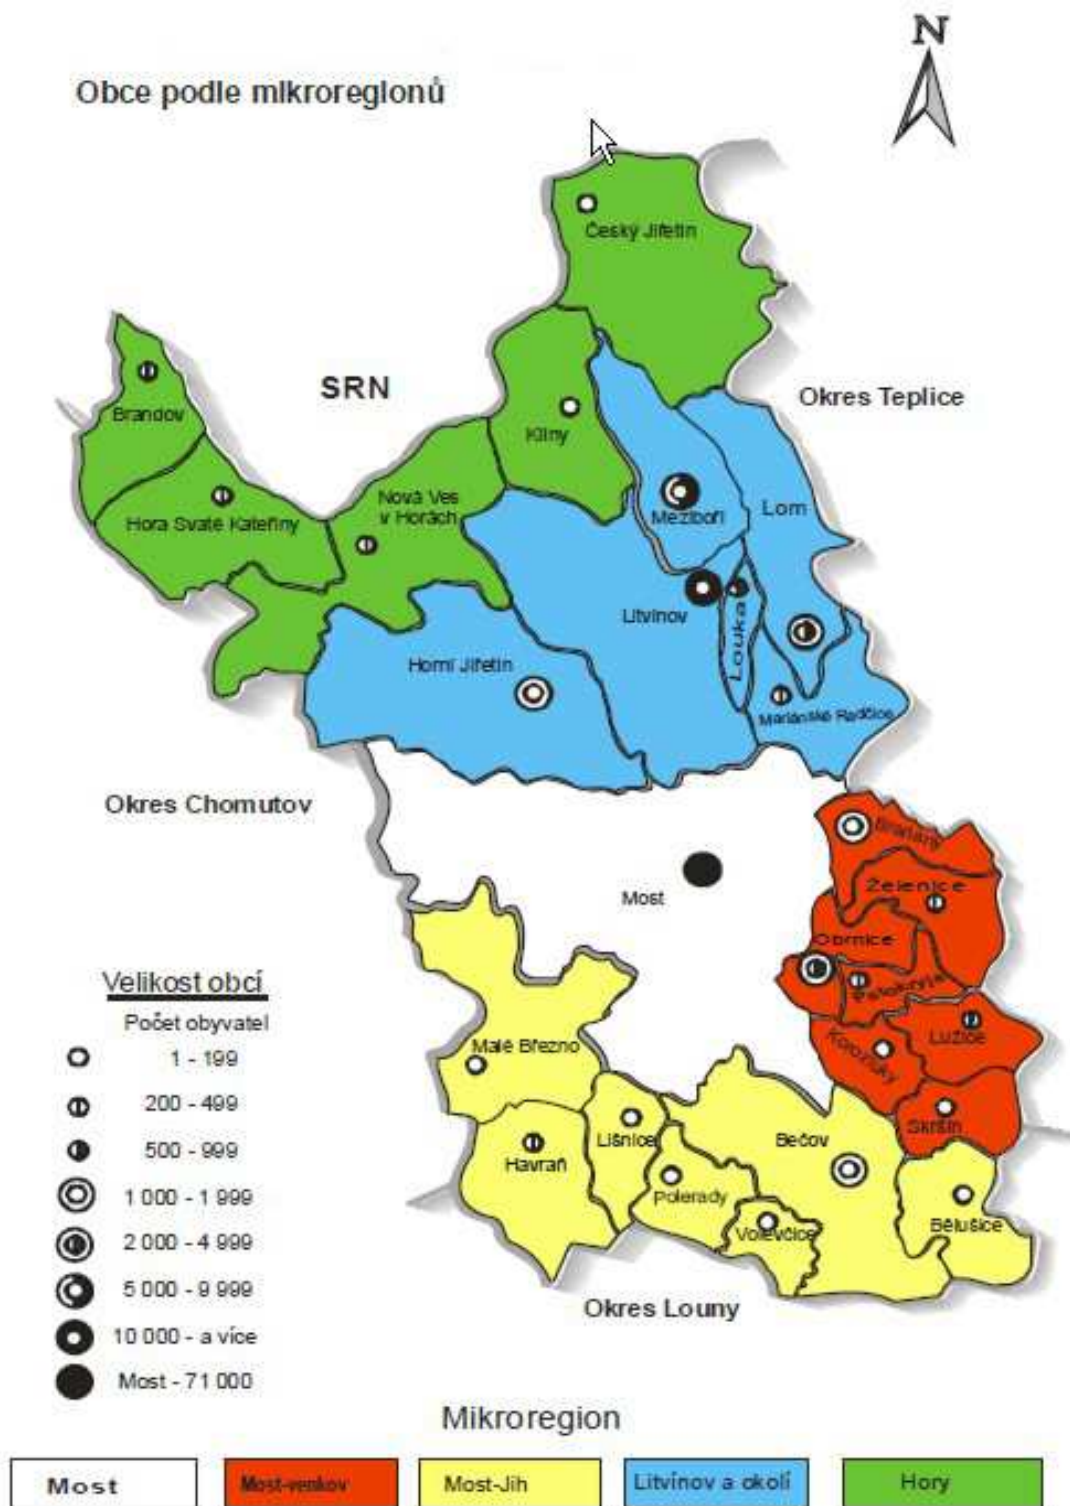 N
Obce podle mikroregionů
Český Jiřetín
SRN
Okres Teplice
Brandov
Klíny
Nová Ves
v Horách
Hora Svaté Kateřiny
Meziboří
Lom
Litvínov
Louka
Horní Jiřetín
Mariánské Radčice
Okres Chomutov
Braňany
Želenice
Most
Obrnice
Patokryje
Lužice
Korozluky
Skršín
Malé Březno
Havraň
Lišnice
Bečov
Polerady
Volevčice
Bělušice
Okres Louny
Velikost obcí
Počet obyvatel
1 - 199
200 - 499
500 - 999
1 000 - 1 999
2 000 - 4 999
5 000 - 9 999
10 000 - a více
Most - 71 000
Mikroregion
Most
Most-venkov
Most-Jih
Litvínov a okolí
Hory